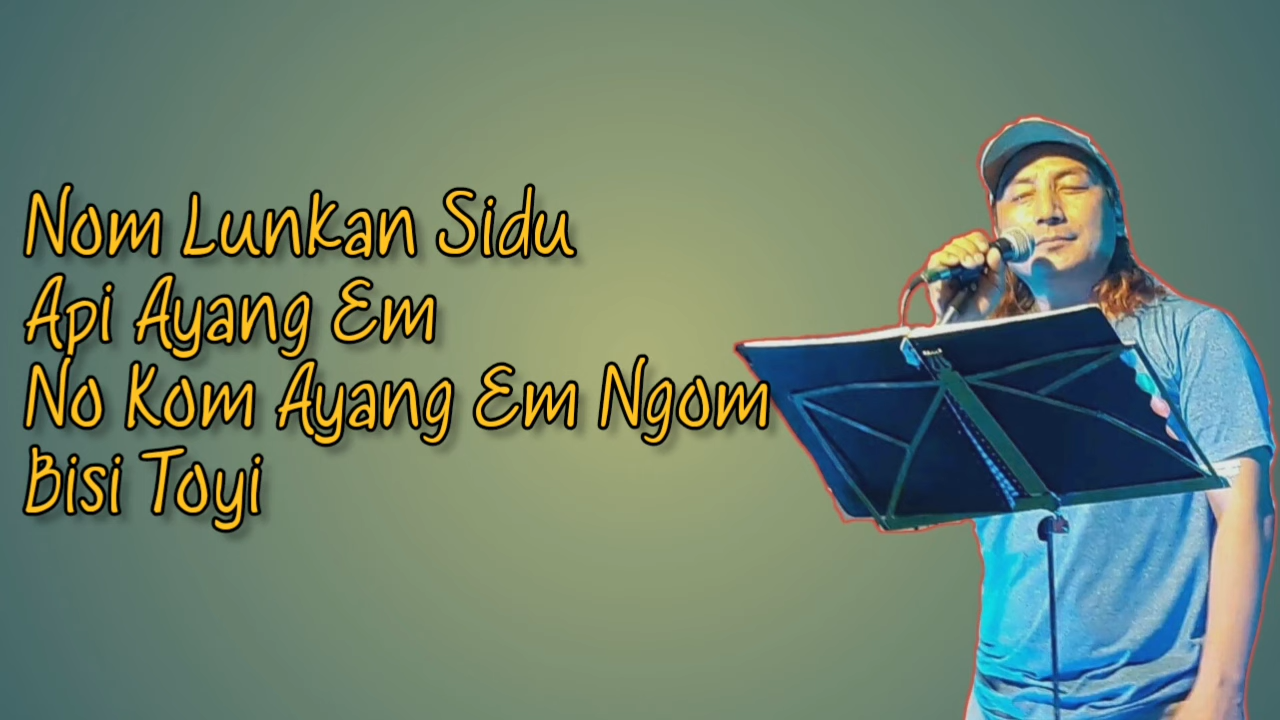 Nom Lunkan Sidu
Api Ayang Em
No Kom Ayang Em Ngom
Bisi Toyi